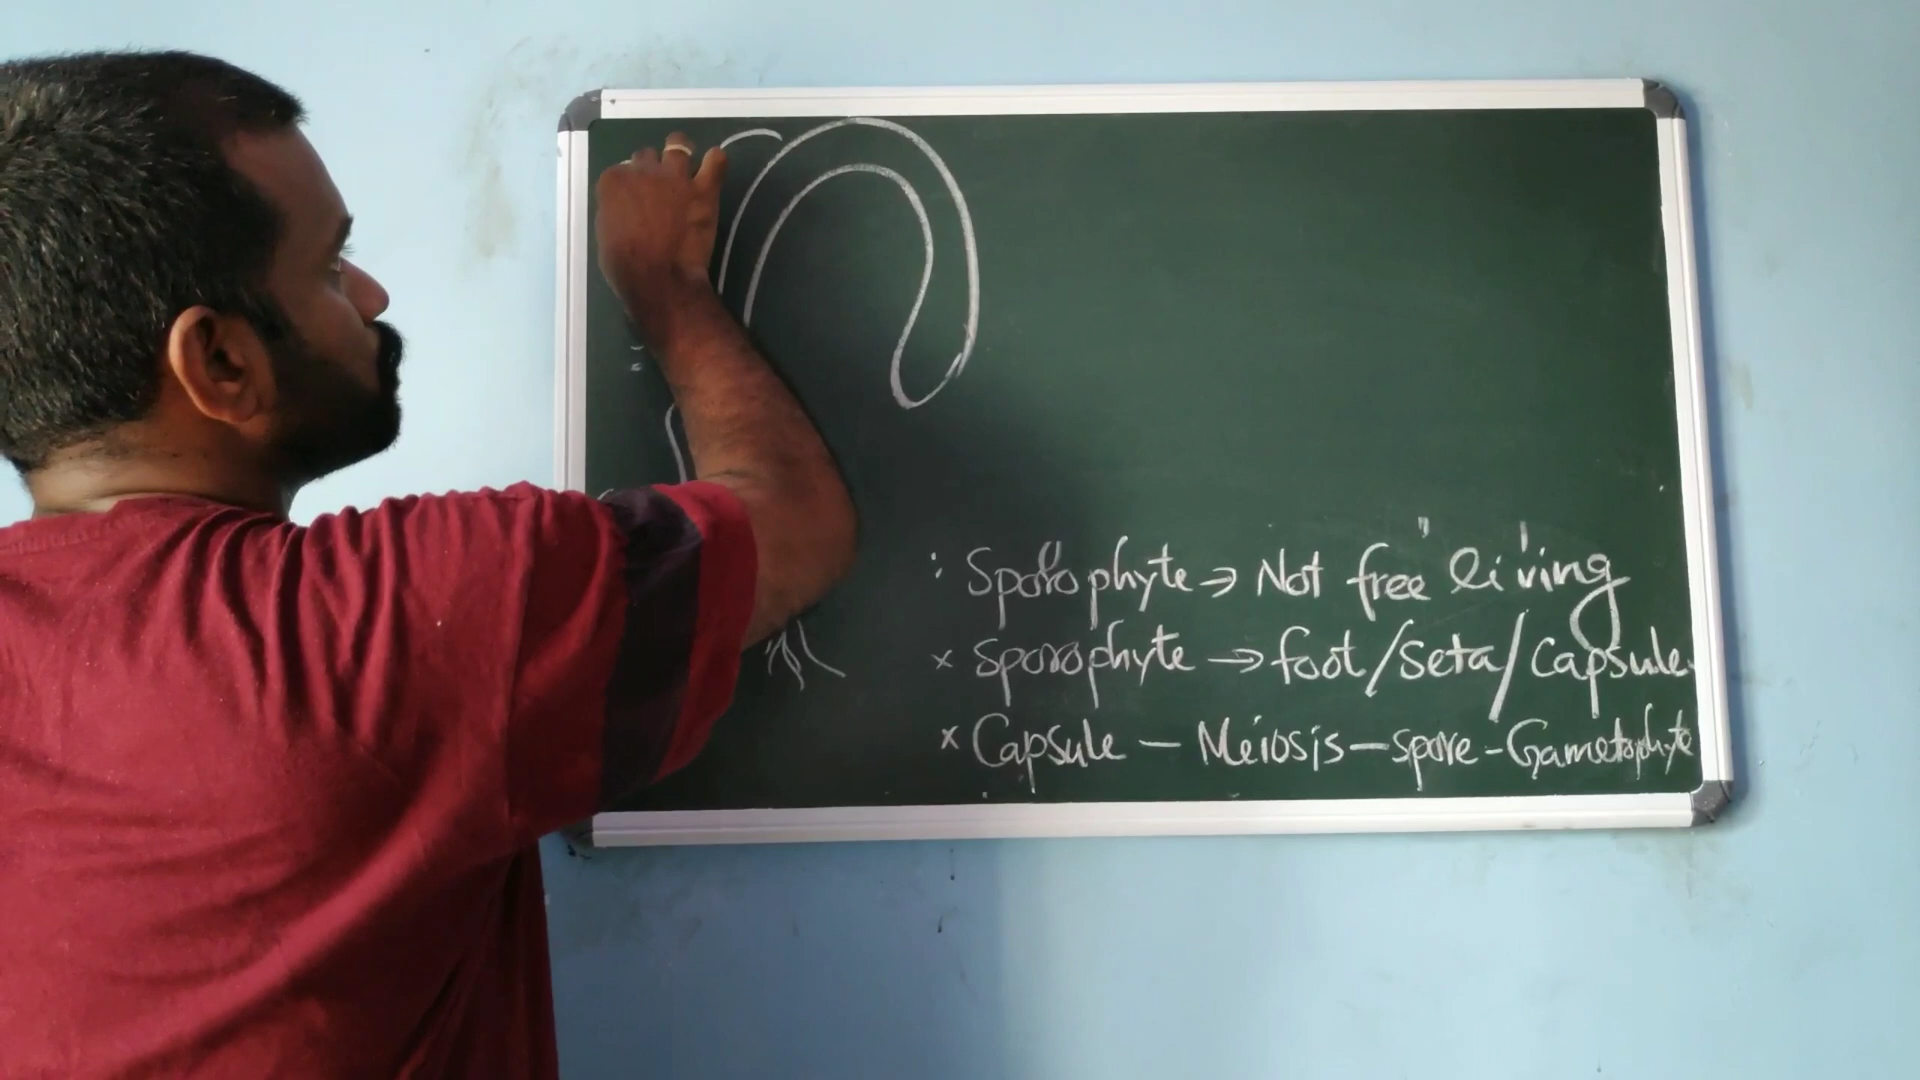 : Sporophyte → Not free living
× Sporophyte → foot/Seta/Capsule.
× Capsule – Meiosis – spore - Gametophyte